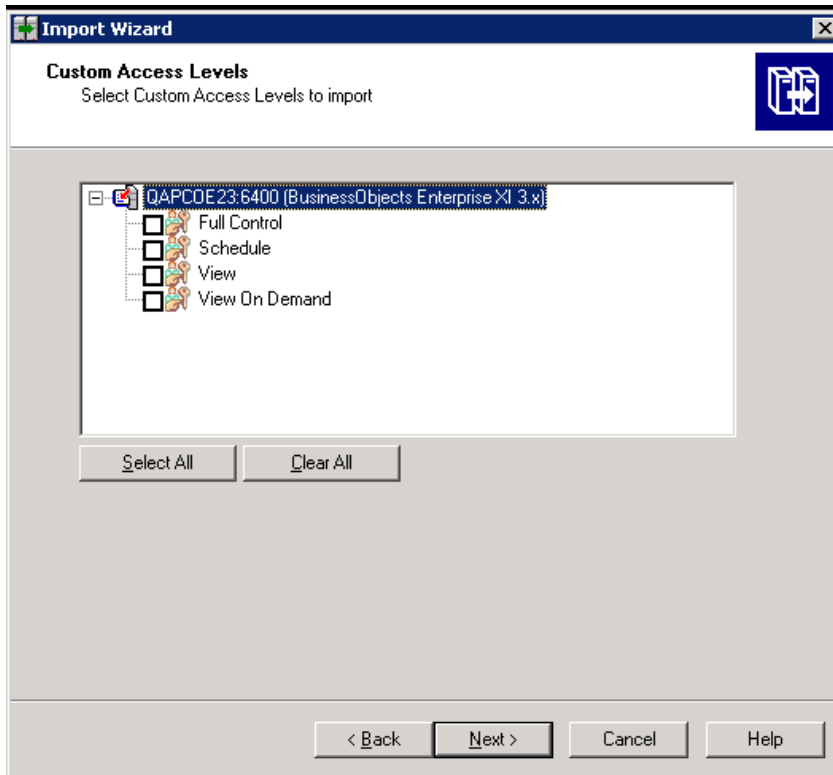 Import Wizard
Custom Access Levels
Select Custom Access Levels to import
QAPCOE23:6400 (BusinessObjects Enterprise XI 3.x)
Full Control
Schedule
View
View On Demand
Select All Clear All
< Back Next > Cancel Help